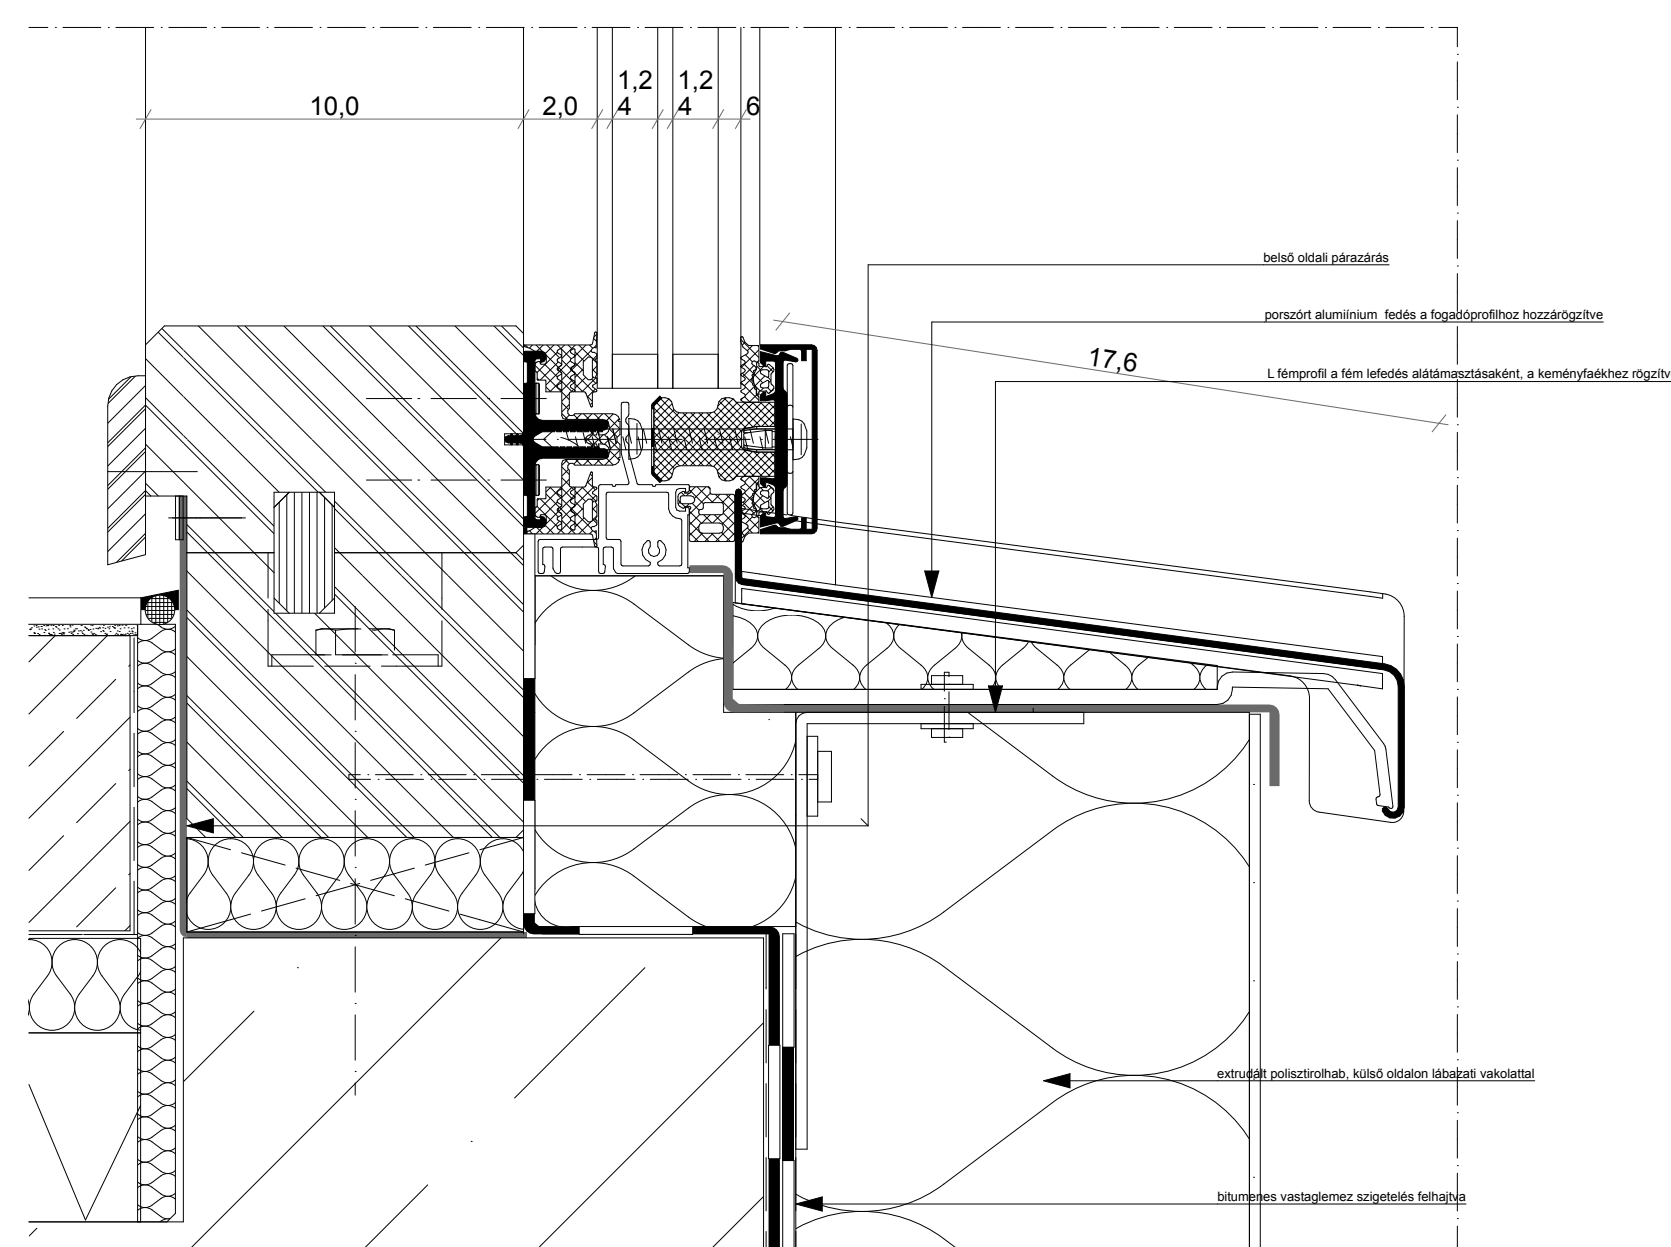 1,2 1,2
10,0 2,0 4 4 6
belső oldali párazárás
porszórt alumíinium fedés a fogadóprofilhoz hozzárögzítve
17,6
L fémprofil a fém lefedés alátámasztásaként, a keményfaékhez rögzítv
extrudált polisztirolhab, külső oldalon lábazati vakolattal
bitumenes vastaglemez szigetelés felhajtva